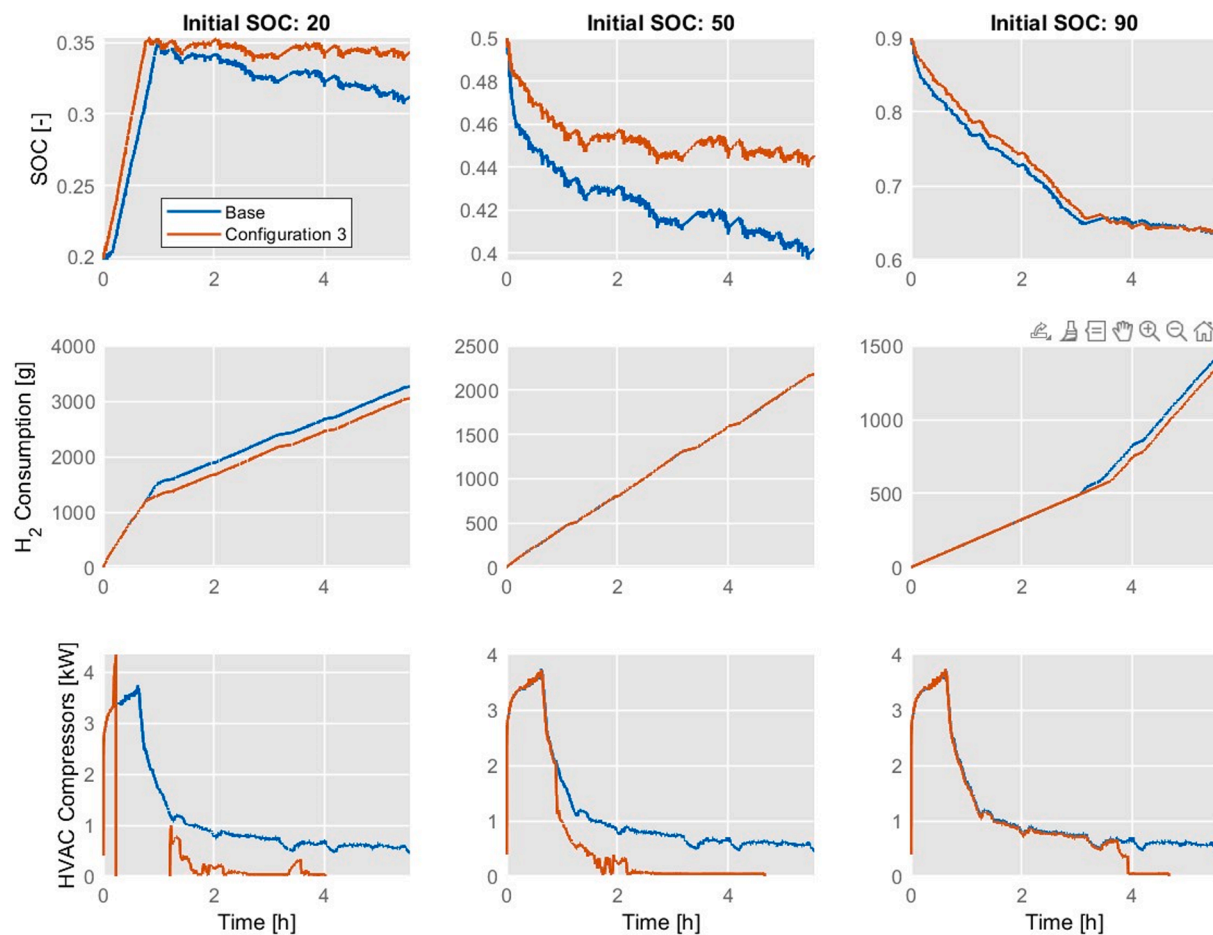 Initial SOC: 20
Initial SOC: 50
Initial SOC: 90
SOC [-]
0.35
0.3
0.25
0.2
0 2 4
Base
Configuration 3
0.5
0.48
0.46
0.44
0.42
0.4
0 2 4
0.9
0.8
0.7
0.6
0 2 4
H2 Consumption [g]
4000
3000
2000
1000
0
0 2 4
2500
2000
1500
1000
500
0
0 2 4
1500
1000
500
0
0 2 4
HVAC Compressors [kW]
4
3
2
1
0
0 2 4
Time [h]
4
3
2
1
0
0 2 4
Time [h]
4
3
2
1
0
0 2 4
Time [h]